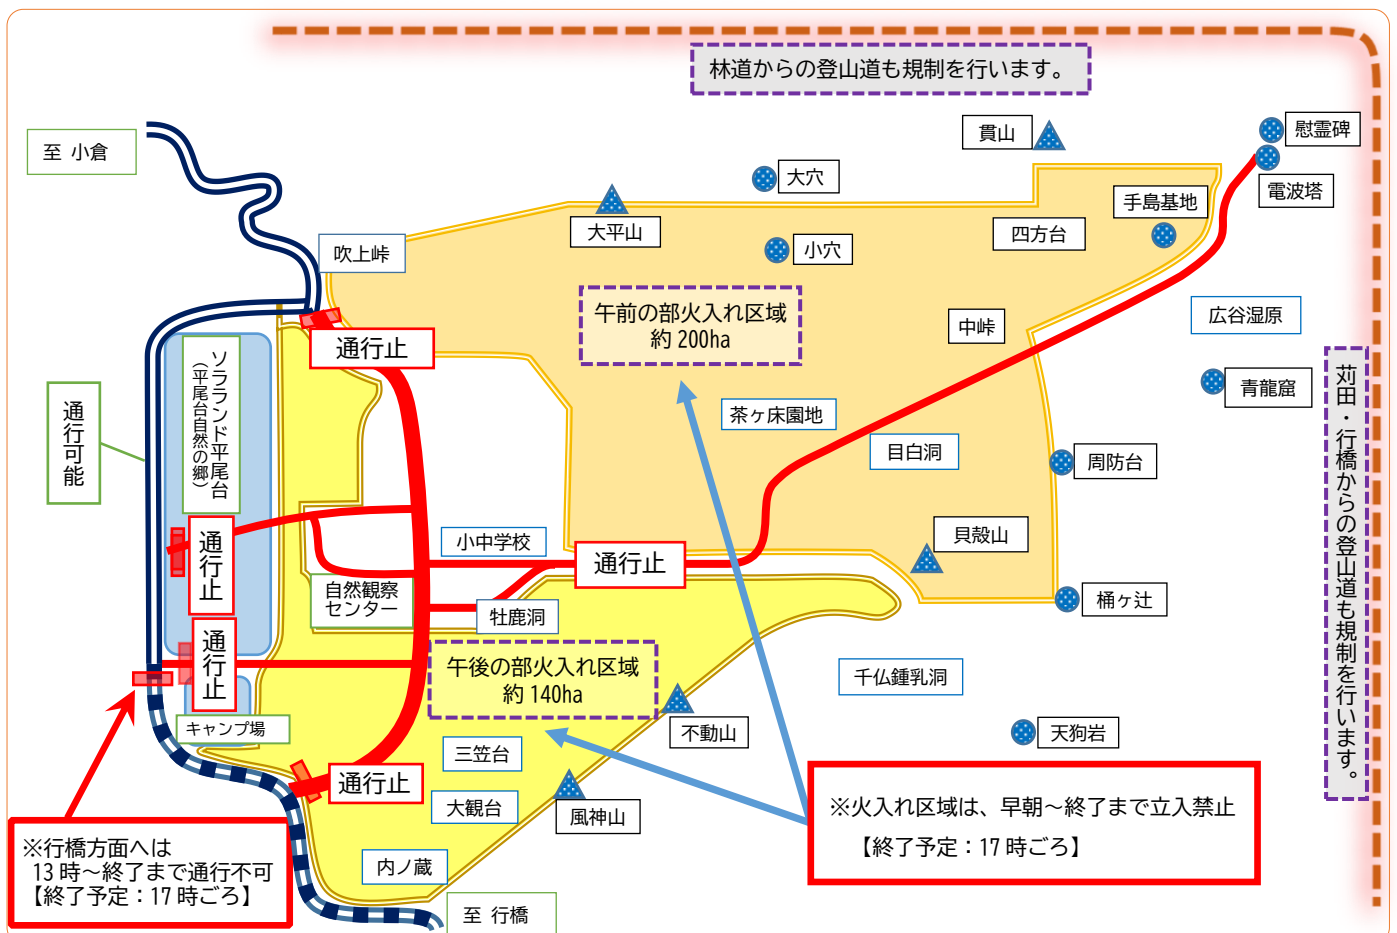 林道からの登山道も規制を行います。
至 小倉
貫山
慰霊碑
大穴
電波塔
手島基地
大平山
四方台
吹上峠
小穴
午前の部火入れ区域
約 200ha
広谷湿原
中峠
通行止
ソラランド平尾台
（平尾台自然の郷）
通行可能
青龍窟
苅田・行橋からの登山道も規制を行います。
茶ヶ床園地
目白洞
周防台
通行止
小中学校
貝殻山
通行止
自然観察
センター
牡鹿洞
桶ヶ辻
通行止
午後の部火入れ区域
約 140ha
千仏鍾乳洞
キャンプ場
不動山
天狗岩
三笠台
通行止
大観台
風神山
※火入れ区域は、早朝～終了まで立入禁止
【終了予定：17 時ごろ】
※行橋方面へは
13 時～終了まで通行不可
【終了予定：17 時ごろ】
内ノ蔵
至 行橋